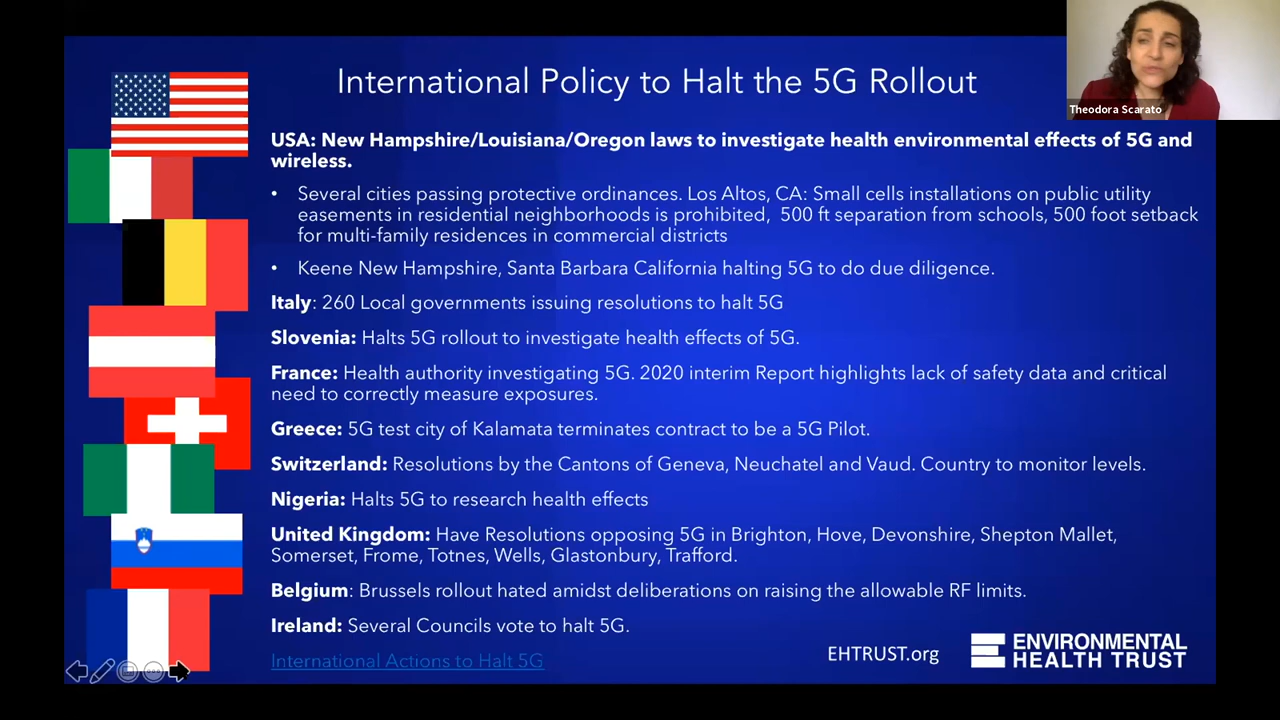 International Policy to Halt the 5G Rollout
Theodora Scarato
USA: New Hampshire/Louisiana/Oregon laws to investigate health environmental effects of 5G and
wireless.
• Several cities passing protective ordinances. Los Altos, CA: Small cells installations on public utility
easements in residential neighborhoods is prohibited, 500 ft separation from schools, 500 foot setback
for multi-family residences in commercial districts
• Keene New Hampshire, Santa Barbara California halting 5G to do due diligence.
Italy: 260 Local governments issuing resolutions to halt 5G
Slovenia: Halts 5G rollout to investigate health effects of 5G.
France: Health authority investigating 5G. 2020 interim Report highlights lack of safety data and critical
need to correctly measure exposures.
Greece: 5G test city of Kalamata terminates contract to be a 5G Pilot.
Switzerland: Resolutions by the Cantons of Geneva, Neuchatel and Vaud. Country to monitor levels.
Nigeria: Halts 5G to research health effects
United Kingdom: Have Resolutions opposing 5G in Brighton, Hove, Devonshire, Shepton Mallet,
Somerset, Frome, Totnes, Wells, Glastonbury, Trafford.
Belgium: Brussels rollout hated amidst deliberations on raising the allowable RF limits.
Ireland: Several Councils vote to halt 5G.
International Actions to Halt 5G
EHTRUST.org
ENVIRONMENTAL
HEALTH TRUST